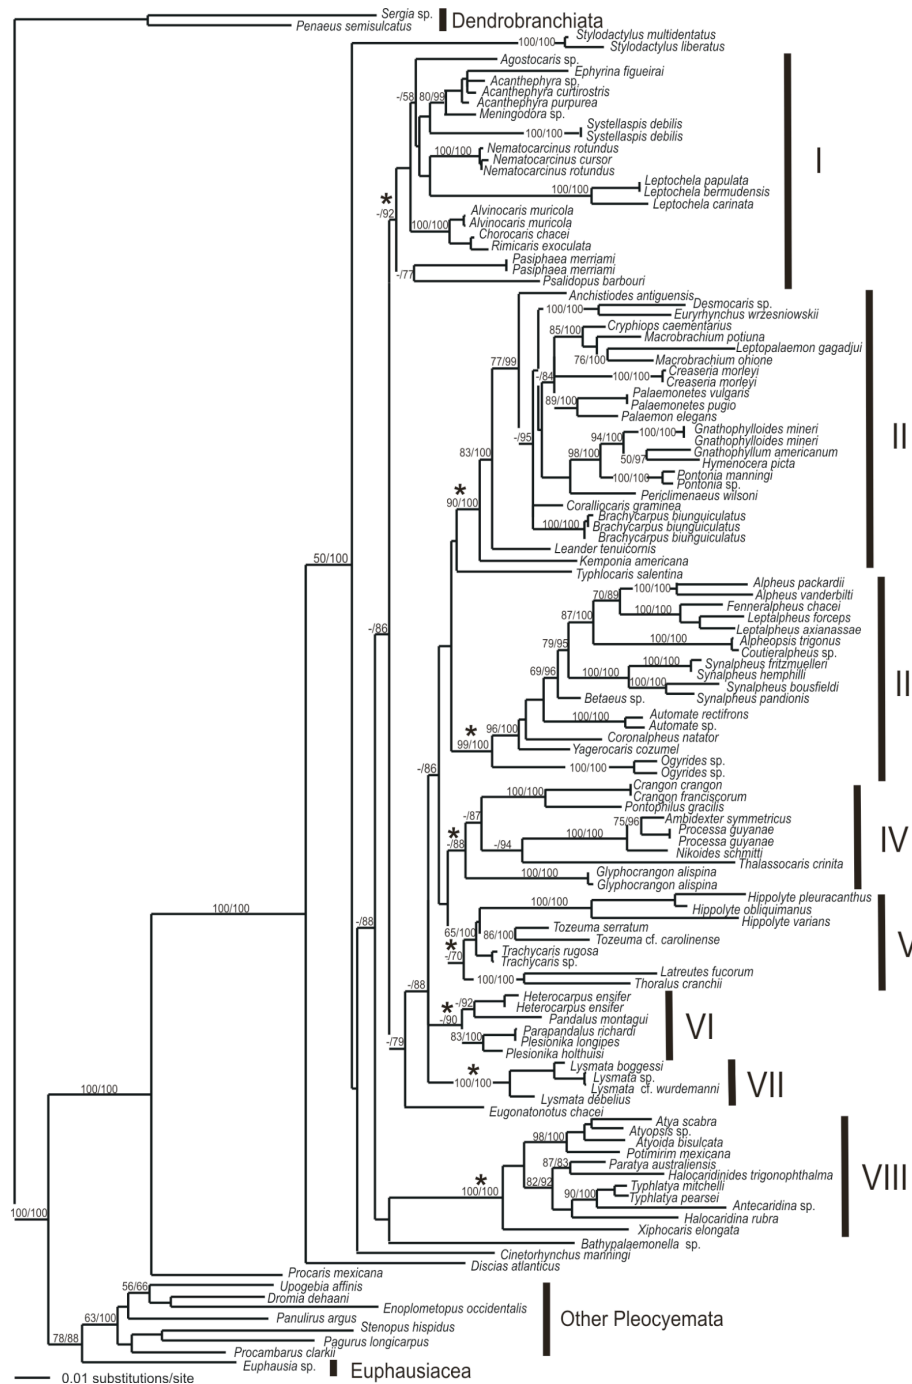 Sergia sp.
Penaeus semisulcatus
Dendrobranchiata
Stylodactylus multidentatus
100/100
Stylodactylus liberatus
Agostocaris sp.
Ephyrina figueirai
Acanthephyra sp.
-/58
80/99
Acanthephyra curtirostris
Acanthephyra purpurea
Meningodora sp.
Systellaspis debilis
100/100
Systellaspis debilis
Nematocarcinus rotundus
100/100
Nematocarcinus cursor
I
Nematocarcinus rotundus
Leptochela papulata
100/100
Leptochela bermudensis
Leptochela carinata
*
-/92
Alvinocaris muricola
Alvinocaris muricola
100/100
Chorocaris chacei
Rimicaris exoculata
Pasiphaea merriami
Pasiphaea merriami
-/77
Psalidopus barbouri
Anchistiodes antiguensis
Desmocaris sp.
100/100
Euryrhynchus wrzesniowskii
Cryphiops caementarius
85/100
Macrobrachium potiuna
Leptopalaemon gagadjui
76/100
Macrobrachium ohione
77/99
Creaseria morleyi
-/84
100/100
Creaseria morleyi
Palaemonetes vulgaris
89/100
Palaemonetes pugio
Palaemon elegans
Gnathophylloides mineri
100/100
94/100
-/95
Gnathophylloides mineri
II
Gnathophyllum americanum
83/100
98/100
50/97
Hymenocera picta
Pontonia manningi
100/100
Pontonia sp.
*
90/100
Periclimenaeus wilsoni
Coralliocaris graminea
Brachycarpus biunguiculatus
100/100
Brachycarpus biunguiculatus
Brachycarpus biunguiculatus
Leander tenuicornis
50/100
Kemponia americana
Typhlocaris salentina
Alpheus packardii
100/100
70/89
Alpheus vanderbilti
Fenneralpheus chacei
87/100
100/100
Leptalpheus forceps
Leptalpheus axianassae
-/86
79/95
100/100
Alpheopsis trigonus
Coutieralpheus sp.
100/100
Synalpheus fritzmuelleri
69/96
100/100
Synalpheus hemphilli
II
100/100
Synalpheus bousfieldi
Betaeus sp.
Synalpheus pandionis
100/100
Automate rectifrons
Automate sp.
*
96/100
99/100
Coronalpheus natator
Yagerocaris cozumel
Ogyrides sp.
-/86
100/100
Ogyrides sp.
Crangon crangon
100/100
Crangon franciscorum
Pontophilus gracilis
-/87
75/96
Ambidexter symmetricus
*
Processa guyanae
100/100
-/88
-/94
Processa guyanae
IV
Nikoides schmitti
Thalassocaris crinita
100/100
Glyphocrangon alispina
Glyphocrangon alispina
Hippolyte pleuracanthus
100/100
100/100
Hippolyte obliquimanus
Hippolyte varians
-/88
65/100
86/100
Tozeuma serratum
Tozeuma cf. carolinense
V
*
-/70
Trachycaris rugosa
Trachycaris sp.
Latreutes fucorum
100/100
Thoralus cranchii
-/88
Heterocarpus ensifer
*
-/92
Heterocarpus ensifer
-/90
Pandalus montagui
VI
83/100
Parapandalus richardi
-/79
Plesionika longipes
Plesionika holthuisi
*
Lysmata boggessi
100/100
Lysmata sp.
VII
100/100
Lysmata cf. wurdemanni
Lysmata debelius
Eugonatonotus chacei
Atya scabra
Atyopsis sp.
98/100
Atyoida bisulcata
Potimirim mexicana
87/83
Paratya australiensis
Halocaridinides trigonophthalma
VIII
*
82/92
Typhlatya mitchelli
100/100
90/100
Typhlatya pearsei
Antecaridina sp.
100/100
Halocaridina rubra
Xiphocaris elongata
Bathypalaemonella sp.
Cinetorhynchus manningi
Discias atlanticus
Procaris mexicana
56/66
Upogebia affinis
Dromia dehaani
Enoplometopus occidentalis
63/100
Panulirus argus
Other Pleocyemata
Stenopus hispidus
78/88
Pagurus longicarpus
Procambarus clarkii
Euphausia sp.
Euphausiacea
0.01 substitutions/site